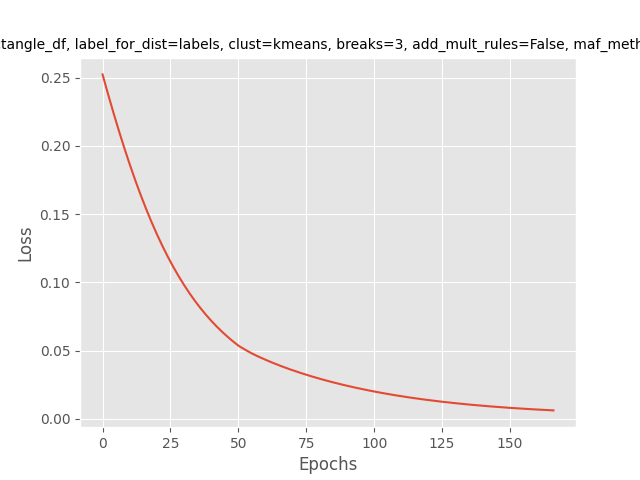 tangle_df, label_for_dist=labels, clust=kmeans, breaks=3, add_mult_rules=False, maf_meth
0.25
0.20
0.15
0.10
0.05
0.00
Loss
0 25 50 75 100 125 150
Epochs